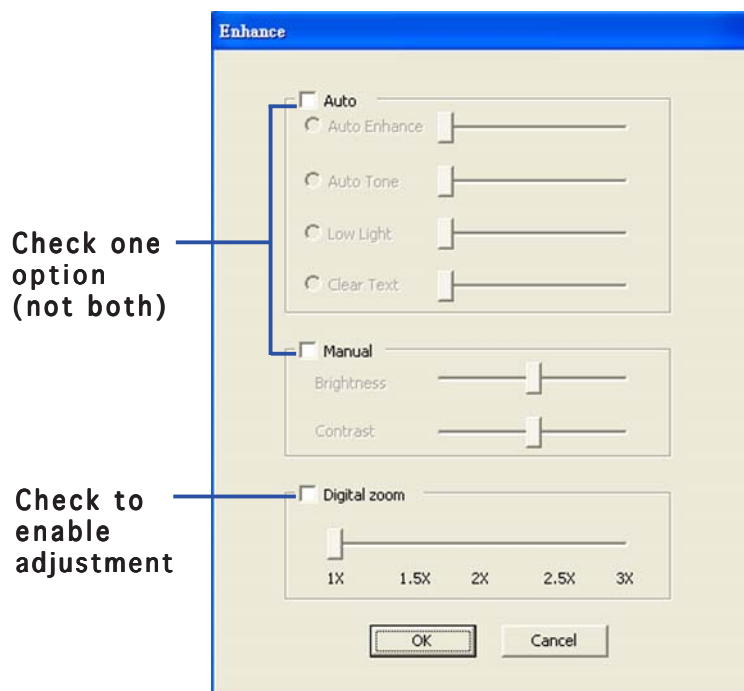 Enhance
Auto
Auto Enhance
Auto Tone
Low Light
Clear Text
Check one
option
(not both)
Manual
Brightness
Contrast
Check to
enable
adjustment
Digital zoom
1X 1.5X 2X 2.5X 3X
OK Cancel